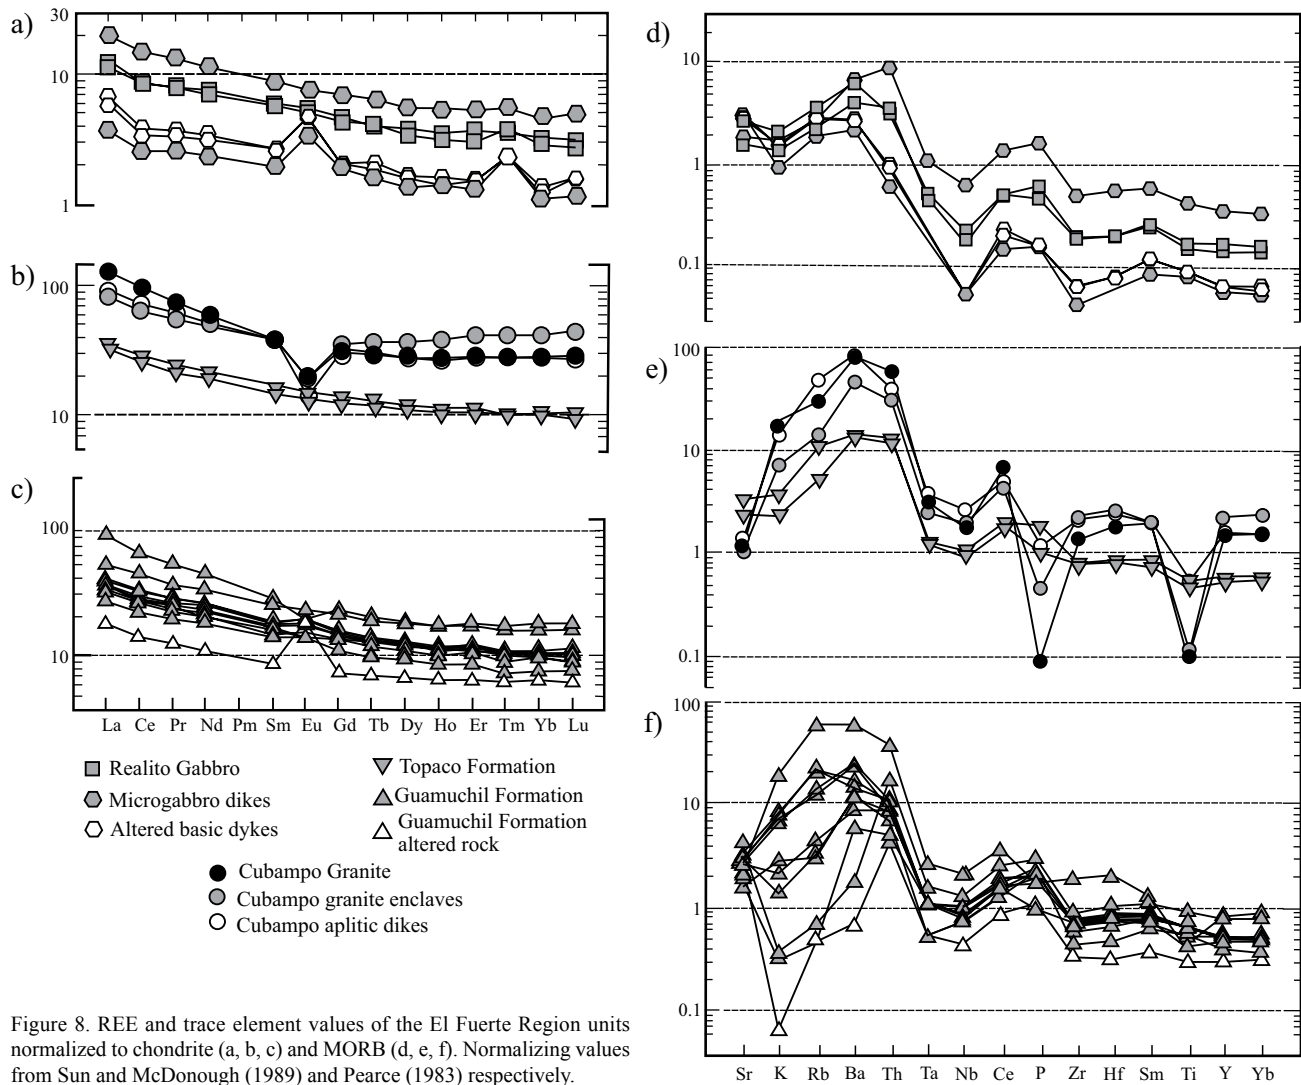 a)
30
10
1
b)
100
10
c)
100
10
La Ce Pr Nd Pm Sm Eu Gd Tb Dy Ho Er Tm Yb Lu
Realito Gabbro
Microgabbro dikes
Altered basic dykes
Topaco Formation
Guamuchil Formation
Guamuchil Formation
altered rock
Cubampo Granite
Cubampo granite enclaves
Cubampo aplitic dikes
Figure 8. REE and trace element values of the El Fuerte Region units
normalized to chondrite (a, b, c) and MORB (d, e, f). Normalizing values
from Sun and McDonough (1989) and Pearce (1983) respectively.
d)
10
1
0.1
e)
100
10
1
0.1
f)
100
10
1
0.1
Sr K Rb Ba Th Ta Nb Ce P Zr Hf Sm Ti Y Yb